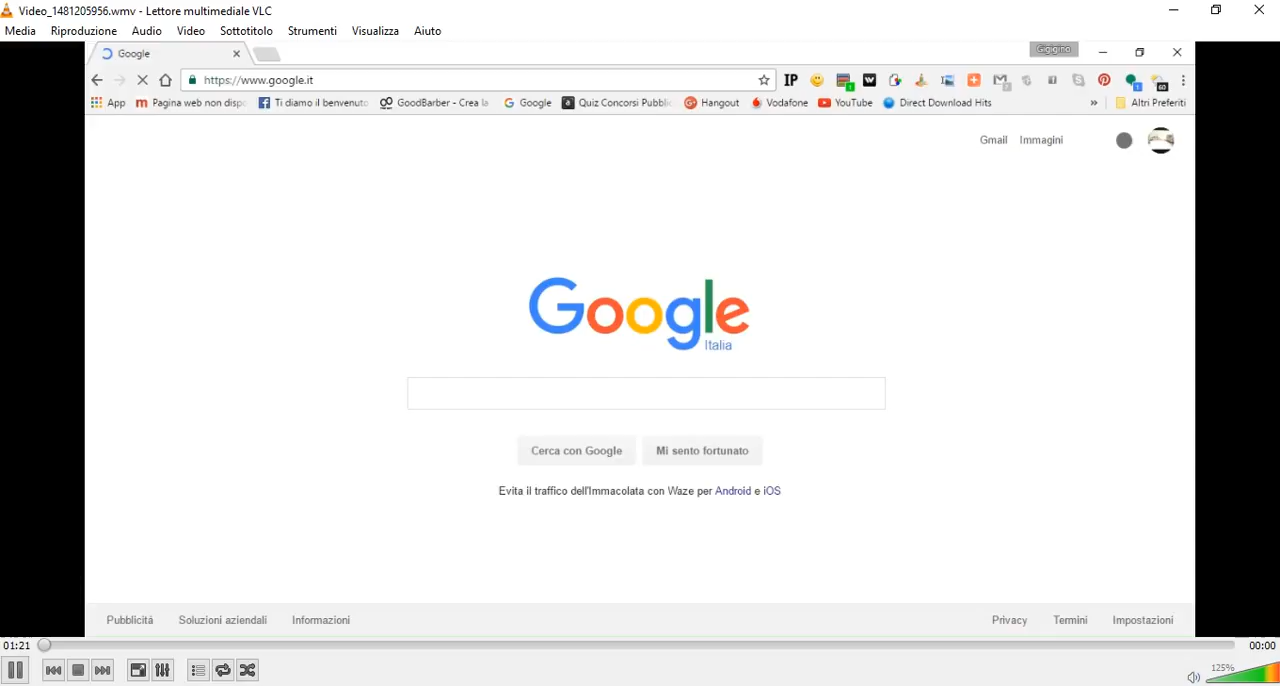 Video_1481205956.wmv - Lettore multimediale VLC
Media Riproduzione Audio Video Sottotitolo Strumenti Visualizza Aiuto
Google Gigigino
https://www.google.it IP
App Pagina web non dispo Ti diamo il benvenuto GoodBarber - Crea la Google Quiz Concorsi Pubblic Hangout Vodafone YouTube Direct Download Hits » Altri Preferiti
Gmail Immagini
Google
Italia
Cerca con Google Mi sento fortunato
Evita il traffico dell'Immacolata con Waze per Android e iOS
Pubblicità Soluzioni aziendali Informazioni Privacy Termini Impostazioni
01:21 00:00
125%